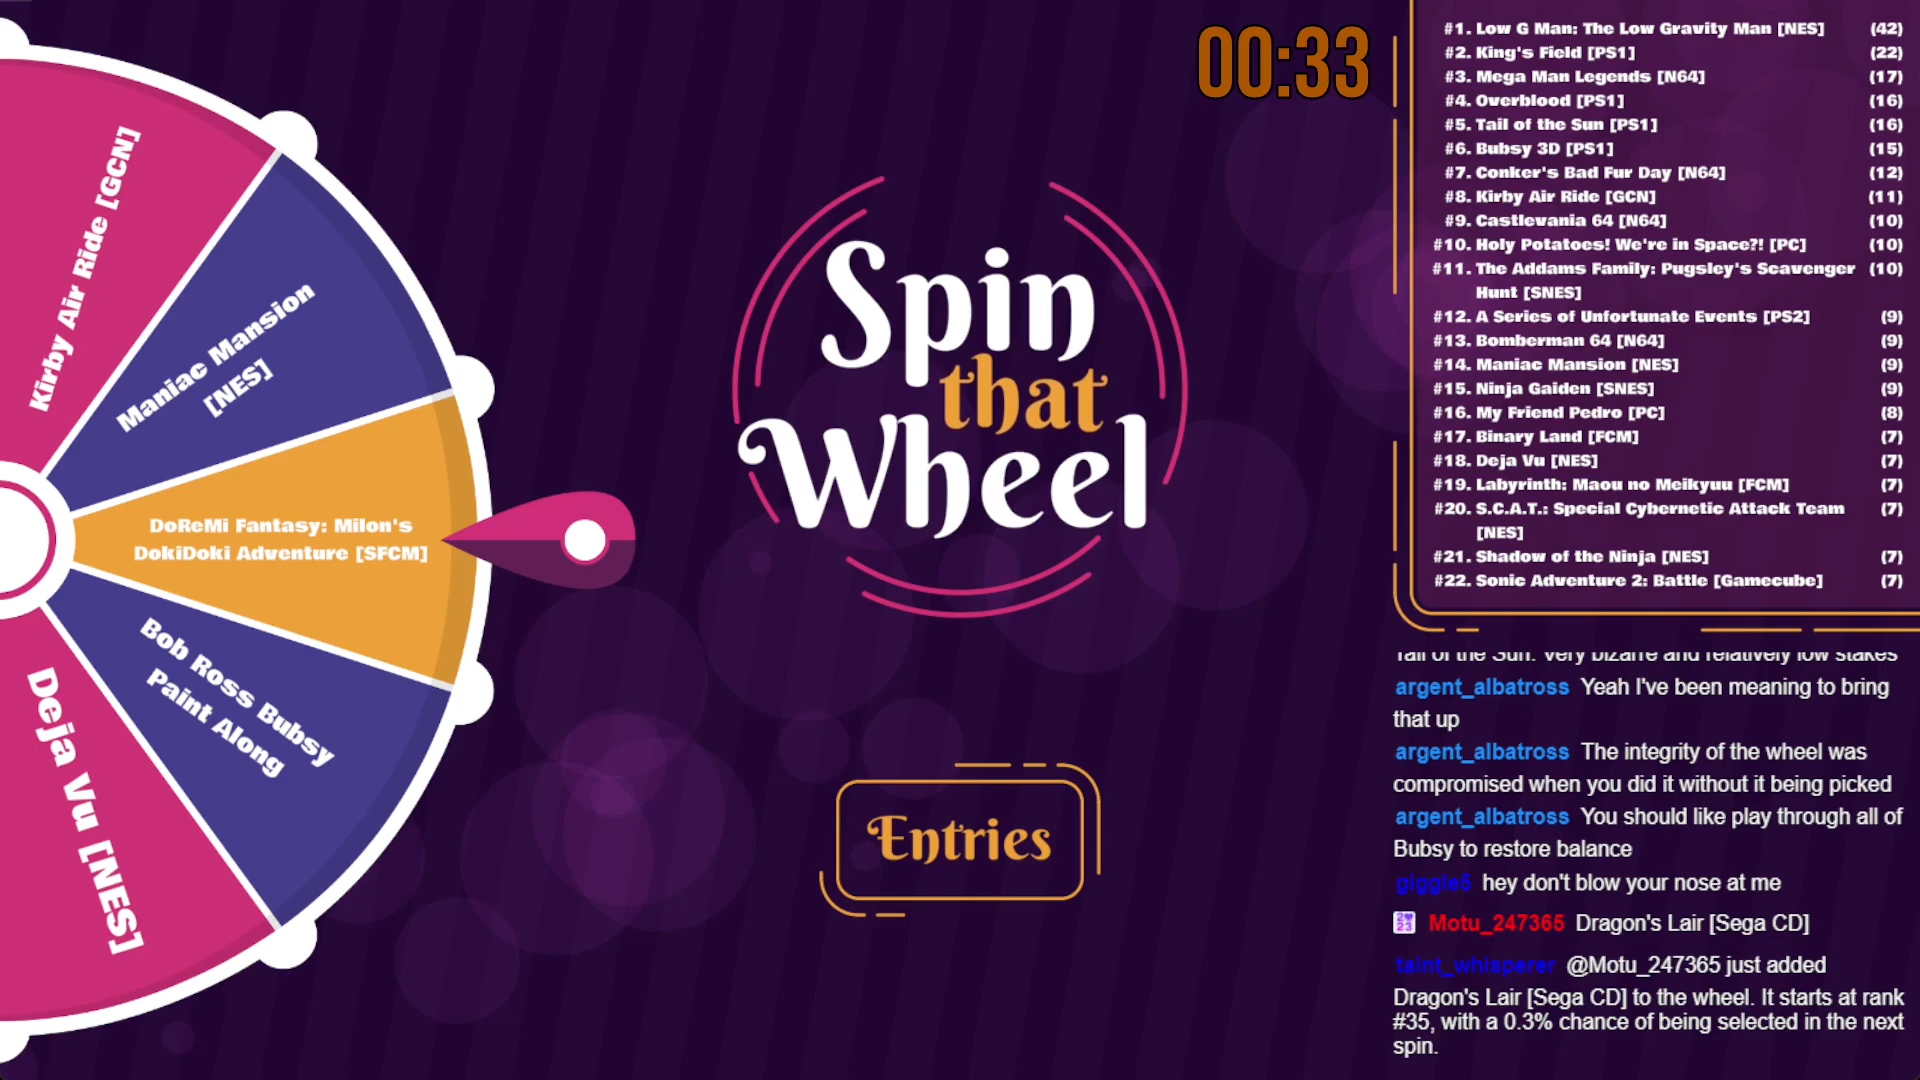 Kirby Air Ride [GCN]
Maniac Mansion
[NES]
DoReMi Fantasy: Milon's
DokiDoki Adventure [SFCM]
Bob Ross Bubsy
Paint Along
Deja Vu [NES]
Spin
that
Wheel
Entries
00:33
#1. Low G Man: The Low Gravity Man [NES] (42)
#2. King's Field [PS1] (22)
#3. Mega Man Legends [N64] (17)
#4. Overblood [PS1] (16)
#5. Tail of the Sun [PS1] (16)
#6. Bubsy 3D [PS1] (15)
#7. Conker's Bad Fur Day [N64] (12)
#8. Kirby Air Ride [GCN] (11)
#9. Castlevania 64 [N64] (10)
#10. Holy Potatoes! We're in Space?! [PC] (10)
#11. The Addams Family: Pugsley's Scavenger (10)
Hunt [SNES]
#12. A Series of Unfortunate Events [PS2] (9)
#13. Bomberman 64 [N64] (9)
#14. Maniac Mansion [NES] (9)
#15. Ninja Gaiden [SNES] (9)
#16. My Friend Pedro [PC] (8)
#17. Binary Land [FCM] (7)
#18. Deja Vu [NES] (7)
#19. Labyrinth: Maou no Meikyuu [FCM] (7)
#20. S.C.A.T.: Special Cybernetic Attack Team (7)
[NES]
#21. Shadow of the Ninja [NES] (7)
#22. Sonic Adventure 2: Battle [Gamecube] (7)
Tail of the Sun. Very bizarre and relatively low stakes
argent_albatross Yeah I've been meaning to bring
that up
argent_albatross The integrity of the wheel was
compromised when you did it without it being picked
argent_albatross You should like play through all of
Bubsy to restore balance
giggle5 hey don't blow your nose at me
2023 Motu_247365 Dragon's Lair [Sega CD]
taint_whisperer @Motu_247365 just added
Dragon's Lair [Sega CD] to the wheel. It starts at rank
#35, with a 0.3% chance of being selected in the next
spin.